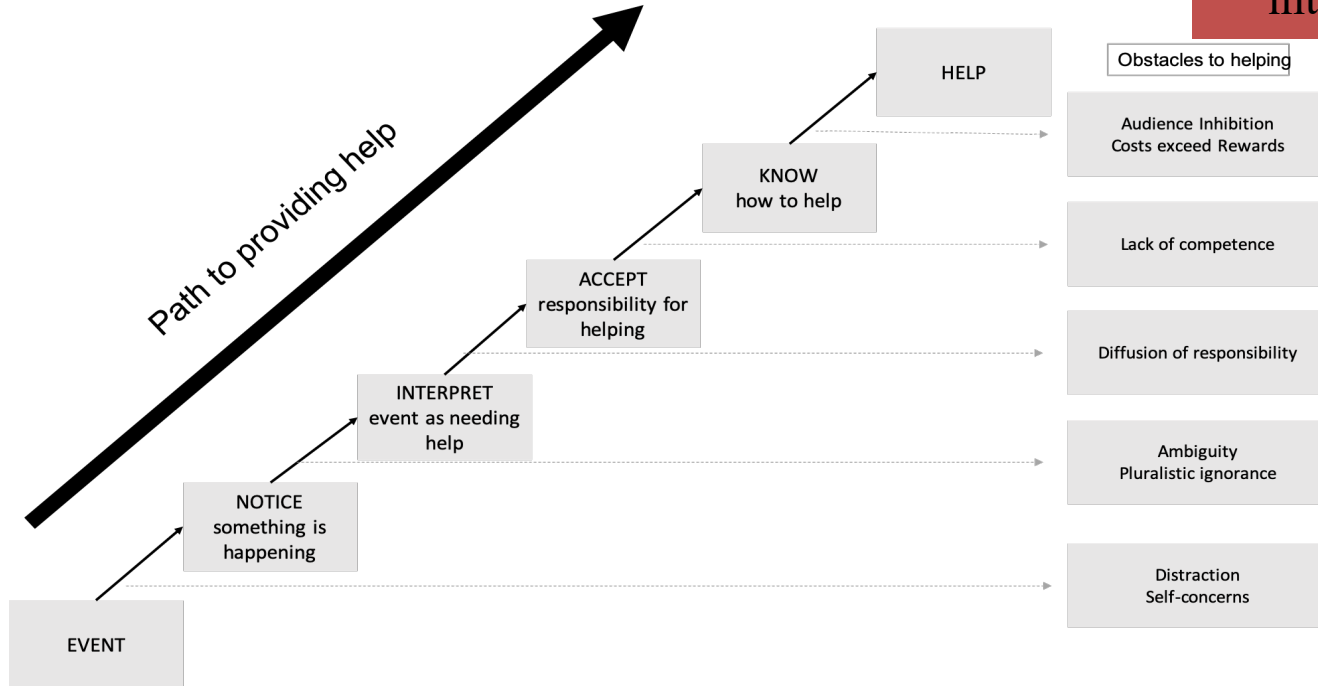 Obstacles to helping
HELP
Audience Inhibition
Costs exceed Rewards
Path to providing help
KNOW
how to help
Lack of competence
ACCEPT
responsibility for
helping
Diffusion of responsibility
INTERPRET
event as needing
help
Ambiguity
Pluralistic ignorance
NOTICE
something is
happening
Distraction
Self-concerns
EVENT